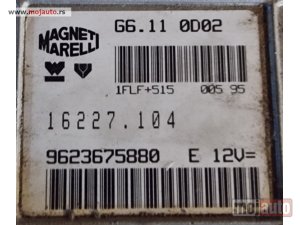 www.mojauto.rs
MAGNETI
MARELLI
G6.11 0D02
1FLF+515 005 95
16227.104
9623675880 E 12V=
mojauto